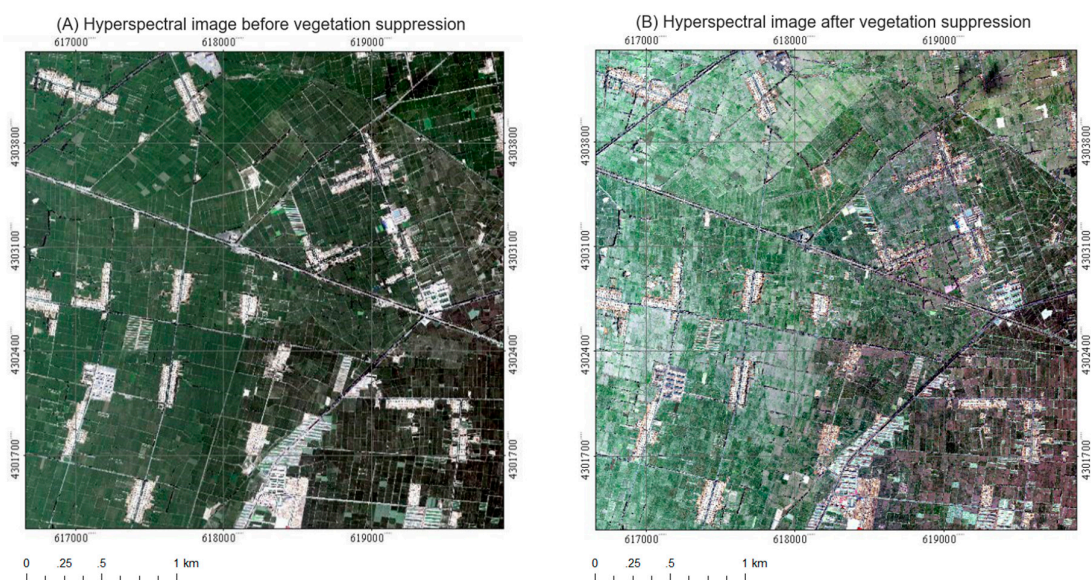 (A) Hyperspectral image before vegetation suppression
617000 618000 619000
4303800 4303800
4303100 4303100
4302400 4302400
4301700 4301700
617000 618000 619000
0 .25 .5 1 km
(B) Hyperspectral image after vegetation suppression
617000 618000 619000
4303800 4303800
4303100 4303100
4302400 4302400
4301700 4301700
617000 618000 619000
0 .25 .5 1 km